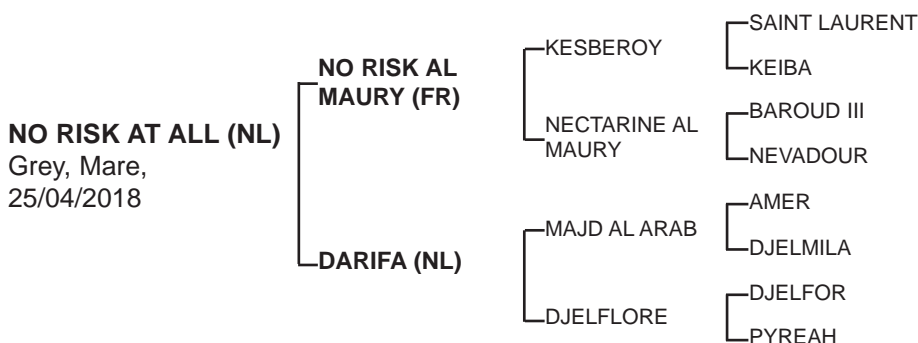 NO RISK AT ALL (NL)
Grey, Mare,
25/04/2018
NO RISK AL
MAURY (FR)
DARIFA (NL)
KESBEROY
NECTARINE AL
MAURY
MAJD AL ARAB
DJELFLORE
SAINT LAURENT
KEIBA
BAROUD III
NEVADOUR
AMER
DJELMILA
DJELFOR
PYREAH